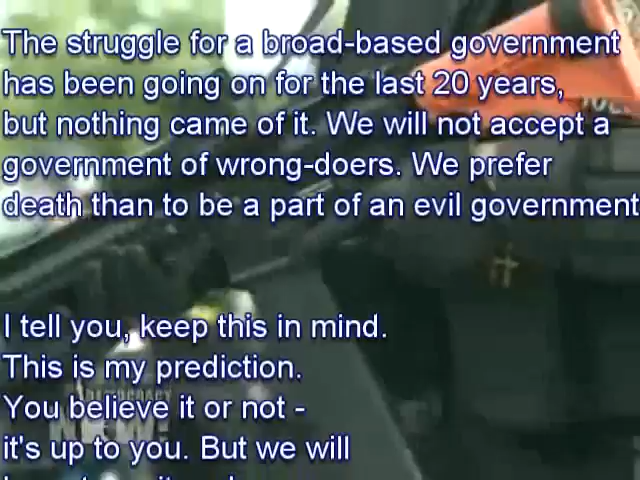 The struggle for a broad-based government
has been going on for the last 20 years,
but nothing came of it. We will not accept a
government of wrong-doers. We prefer
death than to be a part of an evil government
I tell you, keep this in mind.
This is my prediction.
You believe it or not -
it's up to you. But we will